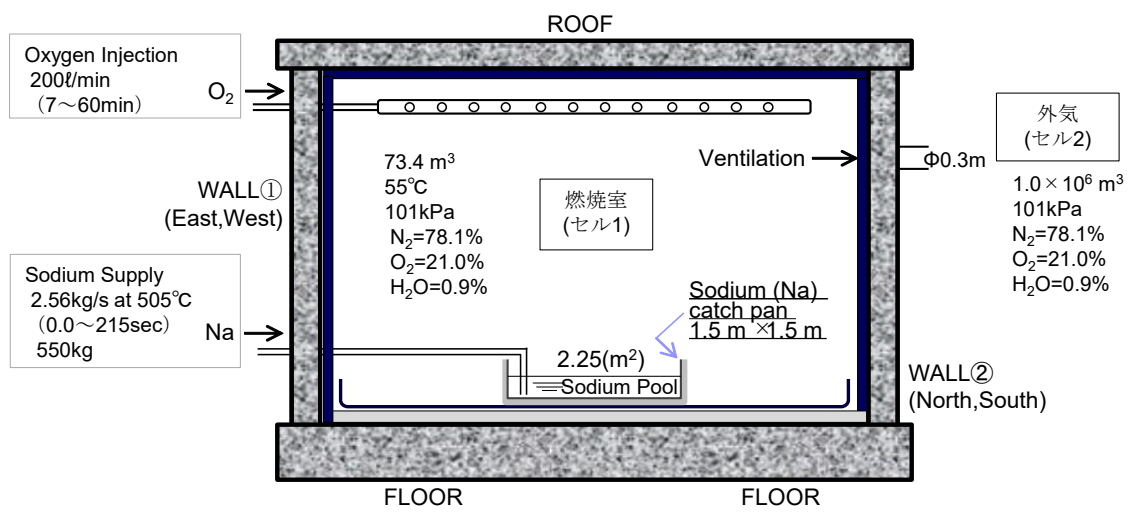 ROOF
Oxygen Injection
200ℓ/min
（7～60min）
O₂
Ventilation
Φ0.3m
外気
(セル2)
1.0×10⁶ m³
101kPa
N₂=78.1%
O₂=21.0%
H₂O=0.9%
73.4 m³
55℃
101kPa
N₂=78.1%
O₂=21.0%
H₂O=0.9%
燃焼室
(セル1)
WALL①
(East,West)
Sodium Supply
2.56kg/s at 505℃
（0.0～215sec）
550kg
Na
Sodium (Na)
catch pan
1.5 m ×1.5 m
2.25(m²)
Sodium Pool
WALL②
(North,South)
FLOOR
FLOOR